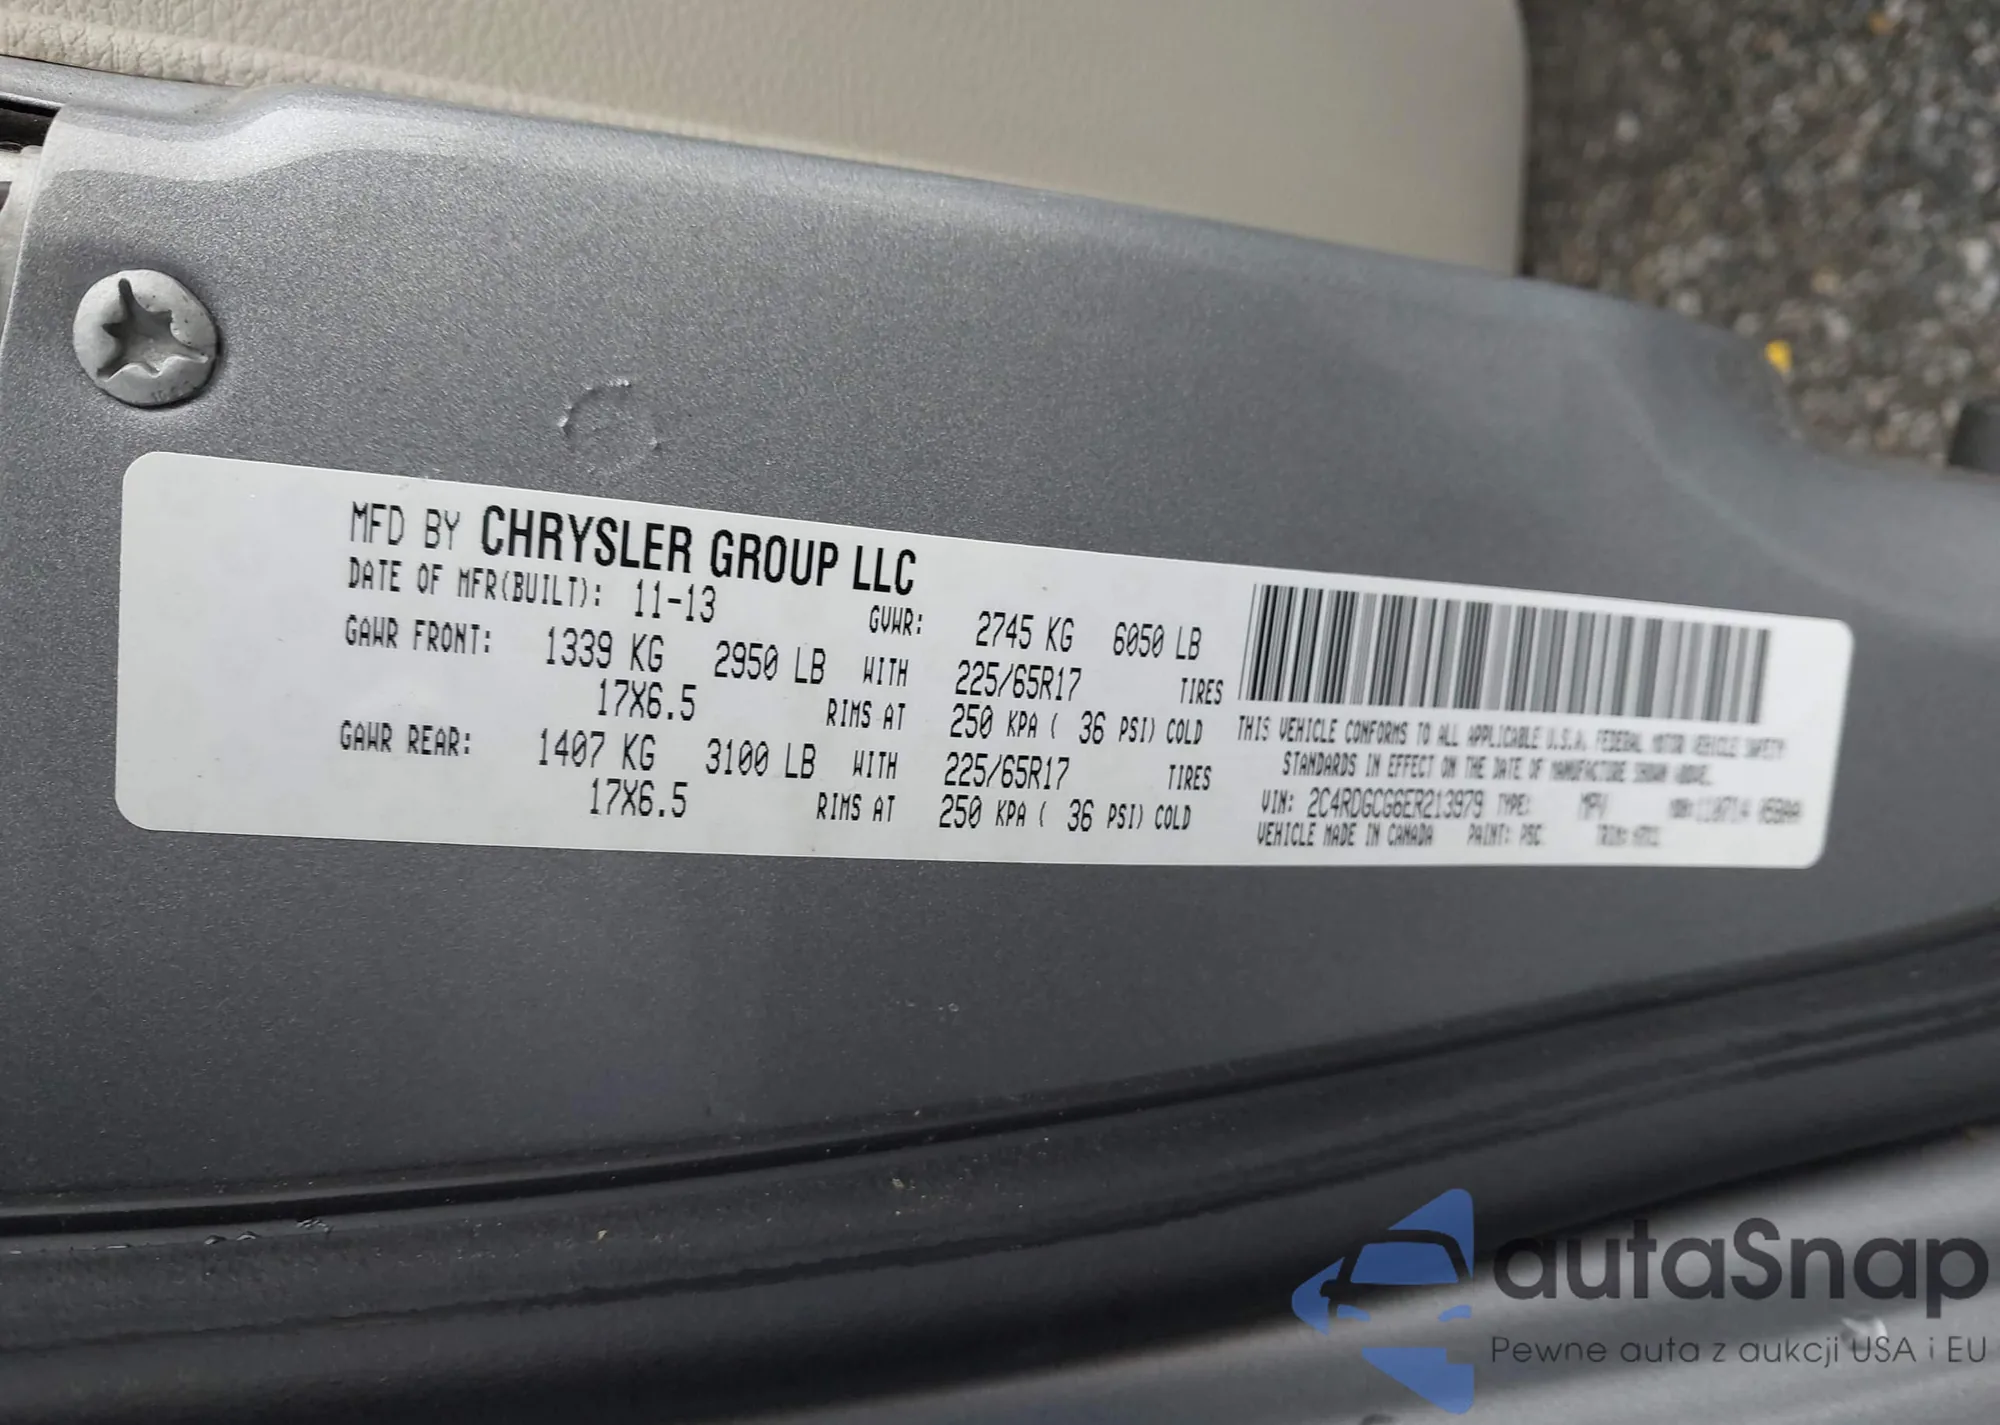 MFD BY CHRYSLER GROUP LLC
DATE OF MFR(BUILT): 11-13 GVWR: 2745 KG 6050 LB
GAWR FRONT: 1339 KG 2950 LB WITH 225/65R17 TIRES
17X6.5 RIMS AT 250 KPA ( 36 PSI) COLD
GAWR REAR: 1407 KG 3100 LB WITH 225/65R17 TIRES
17X6.5 RIMS AT 250 KPA ( 36 PSI) COLD
THIS VEHICLE CONFORMS TO ALL APPLICABLE U.S.A. FEDERAL MOTOR VEHICLE SAFETY
STANDARDS IN EFFECT ON THE DATE OF MANUFACTURE SHOWN ABOVE.
VIN: 2C4RDGCG6ER213979 TYPE: MPV
VEHICLE MADE IN CANADA PAINT: PSC TRIM:
autaSnap
Pewne auta z aukcji USA i EU